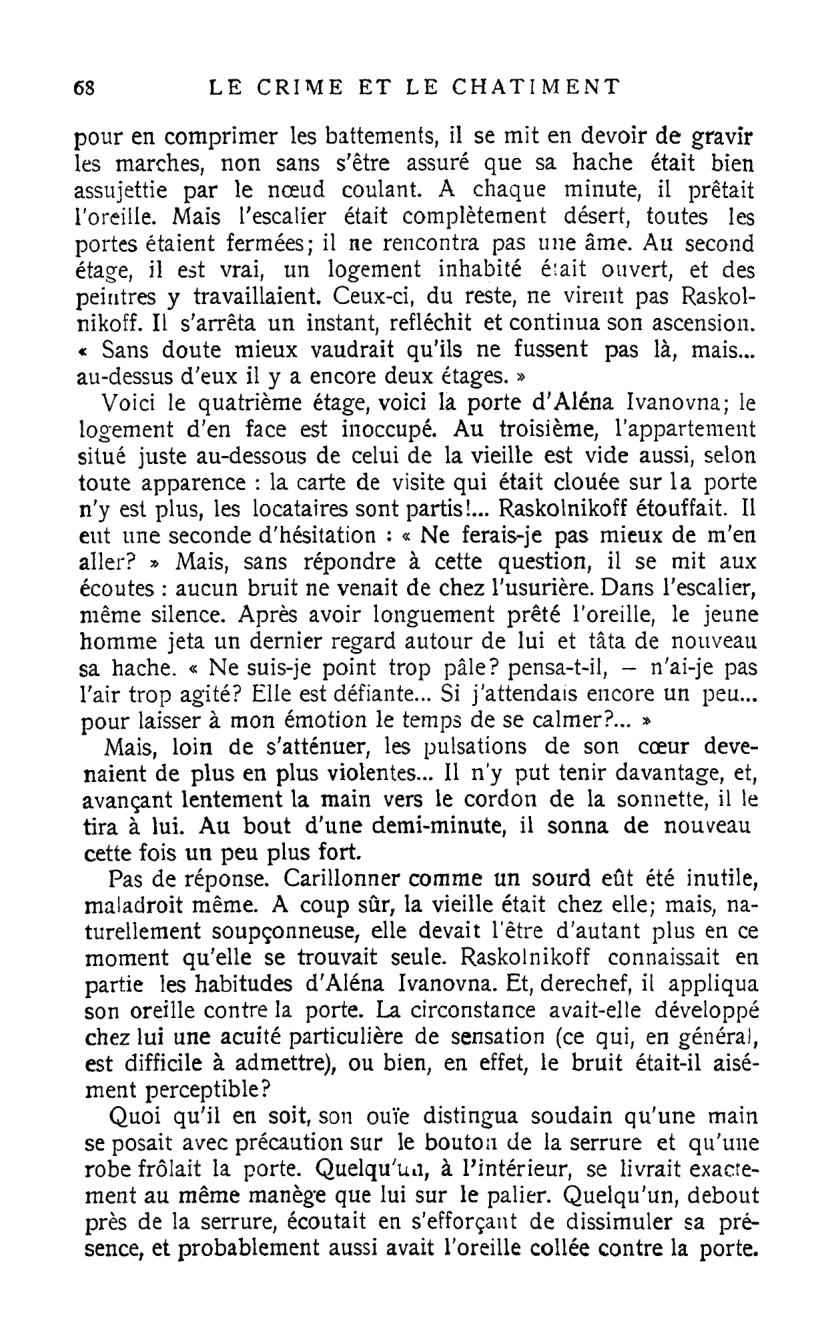 68 LE CRIME ET LE CHATIMENT
pour en comprimer les battements, il se mit en devoir de gravir
les marches, non sans s'être assuré que sa hache était bien
assujettie par le nœud coulant. A chaque minute, il prêtait
l'oreille. Mais l'escalier était complètement désert, toutes les
portes étaient fermées; il ne rencontra pas une âme. Au second
étage, il est vrai, un logement inhabité était ouvert, et des
peintres y travaillaient. Ceux-ci, du reste, ne virent pas Raskol-
nikoff. Il s'arrêta un instant, refléchit et continua son ascension.
« Sans doute mieux vaudrait qu'ils ne fussent pas là, mais...
au-dessus d'eux il y a encore deux étages. »
Voici le quatrième étage, voici la porte d'Aléna Ivanovna; le
logement d'en face est inoccupé. Au troisième, l'appartement
situé juste au-dessous de celui de la vieille est vide aussi, selon
toute apparence : la carte de visite qui était clouée sur la porte
n'y est plus, les locataires sont partis!... Raskolnikoff étouffait. Il
eut une seconde d'hésitation : « Ne ferais-je pas mieux de m'en
aller? » Mais, sans répondre à cette question, il se mit aux
écoutes : aucun bruit ne venait de chez l'usurière. Dans l'escalier,
même silence. Après avoir longuement prêté l'oreille, le jeune
homme jeta un dernier regard autour de lui et tâta de nouveau
sa hache. « Ne suis-je point trop pâle? pensa-t-il, — n'ai-je pas
l'air trop agité? Elle est défiante... Si j'attendais encore un peu...
pour laisser à mon émotion le temps de se calmer?... »
Mais, loin de s'atténuer, les pulsations de son cœur deve-
naient de plus en plus violentes... Il n'y put tenir davantage, et,
avançant lentement la main vers le cordon de la sonnette, il le
tira à lui. Au bout d'une demi-minute, il sonna de nouveau
cette fois un peu plus fort.
Pas de réponse. Carillonner comme un sourd eût été inutile,
maladroit même. A coup sûr, la vieille était chez elle; mais, na-
turellement soupçonneuse, elle devait l'être d'autant plus en ce
moment qu'elle se trouvait seule. Raskolnikoff connaissait en
partie les habitudes d'Aléna Ivanovna. Et, derechef, il appliqua
son oreille contre la porte. La circonstance avait-elle développé
chez lui une acuité particulière de sensation (ce qui, en général,
est difficile à admettre), ou bien, en effet, le bruit était-il aisé-
ment perceptible?
Quoi qu'il en soit, son ouïe distingua soudain qu'une main
se posait avec précaution sur le bouton de la serrure et qu'une
robe frôlait la porte. Quelqu'un, à l'intérieur, se livrait exacte-
ment au même manège que lui sur le palier. Quelqu'un, debout
près de la serrure, écoutait en s'efforçant de dissimuler sa pré-
sence, et probablement aussi avait l'oreille collée contre la porte.